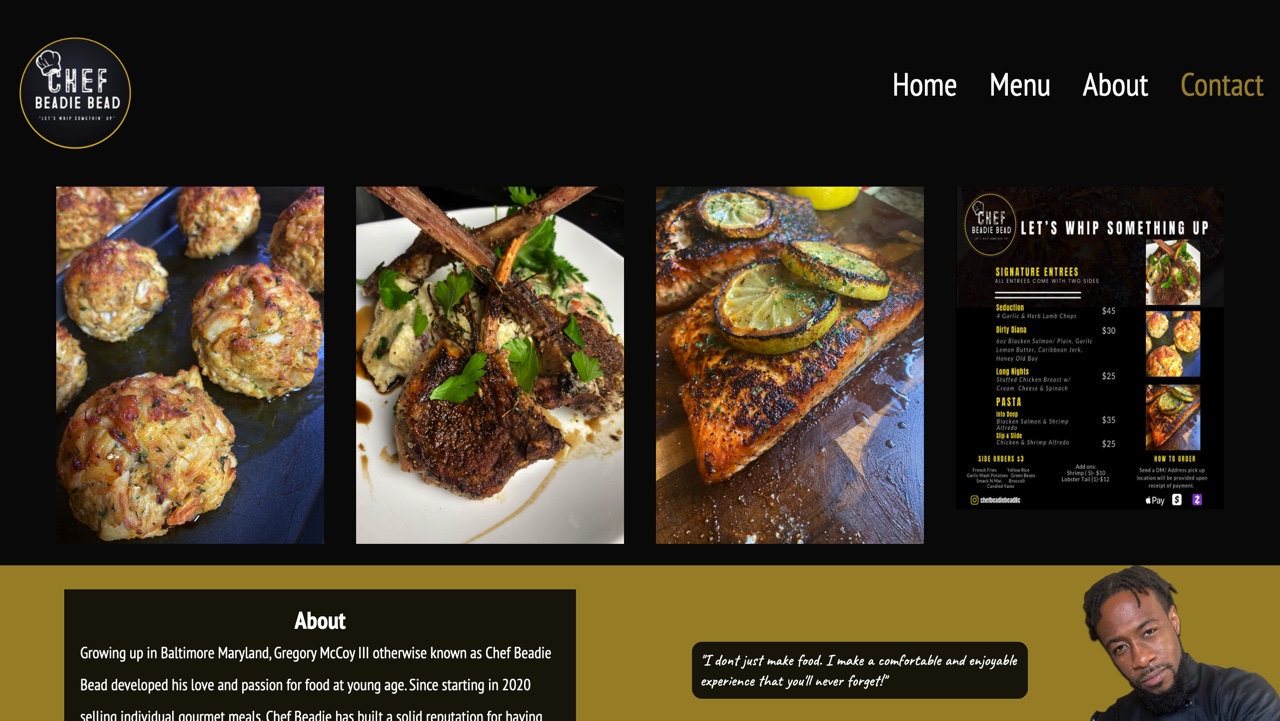 CHEF
BEADIE BEAD
"LET'S WHIP SOMETHIN' UP"
Home Menu About Contact
CHEF
BEADIE BEAD
LET'S WHIP SOMETHING UP
SIGNATURE ENTREES
ALL ENTREES COME WITH TWO SIDES
Seduction
4 Garlic & Herb Lamb Chops $45
Dirty Diana $30
6oz Blacken Salmon/ Plain, Garlic
Lemon Butter, Caribbean Jerk,
Honey Old Bay
Long Nights $25
Stuffed Chicken Breast w/
Cream Cheese & Spinach
PASTA
Into Deep $35
Blacken Salmon & Shrimp
Alfredo
Slip & Slide
Chicken & Shrimp Alfredo $25
SIDE ORDERS $3
French Fries Yellow Rice
Garlic Mash Potatoes Green Beans
Smack N Mac Broccoli
Candied Yams
Add ons:
Shrimp ( 5)- $10
Lobster Tail (1)-$12
HOW TO ORDER
Send a DM/ Address pick up
location will be provided upon
receipt of payment.
chefbeadiebeadllc
Pay
About
Growing up in Baltimore Maryland, Gregory McCoy III otherwise known as Chef Beadie
Bead developed his love and passion for food at young age. Since starting in 2020
selling individual gourmet meals, Chef Beadie has built a solid reputation for having
"I dont just make food. I make a comfortable and enjoyable
experience that you'll never forget!"